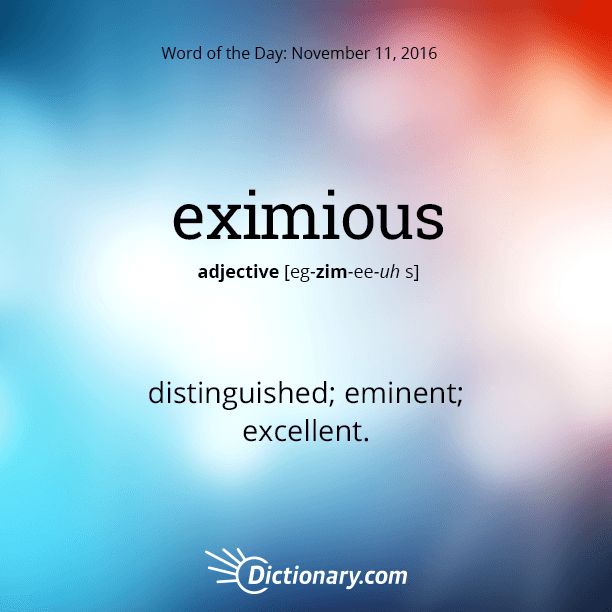 Word of the Day: November 11, 2016
eximious
adjective [eg-zim-ee-uh s]
distinguished; eminent;
excellent.
Dictionary.com